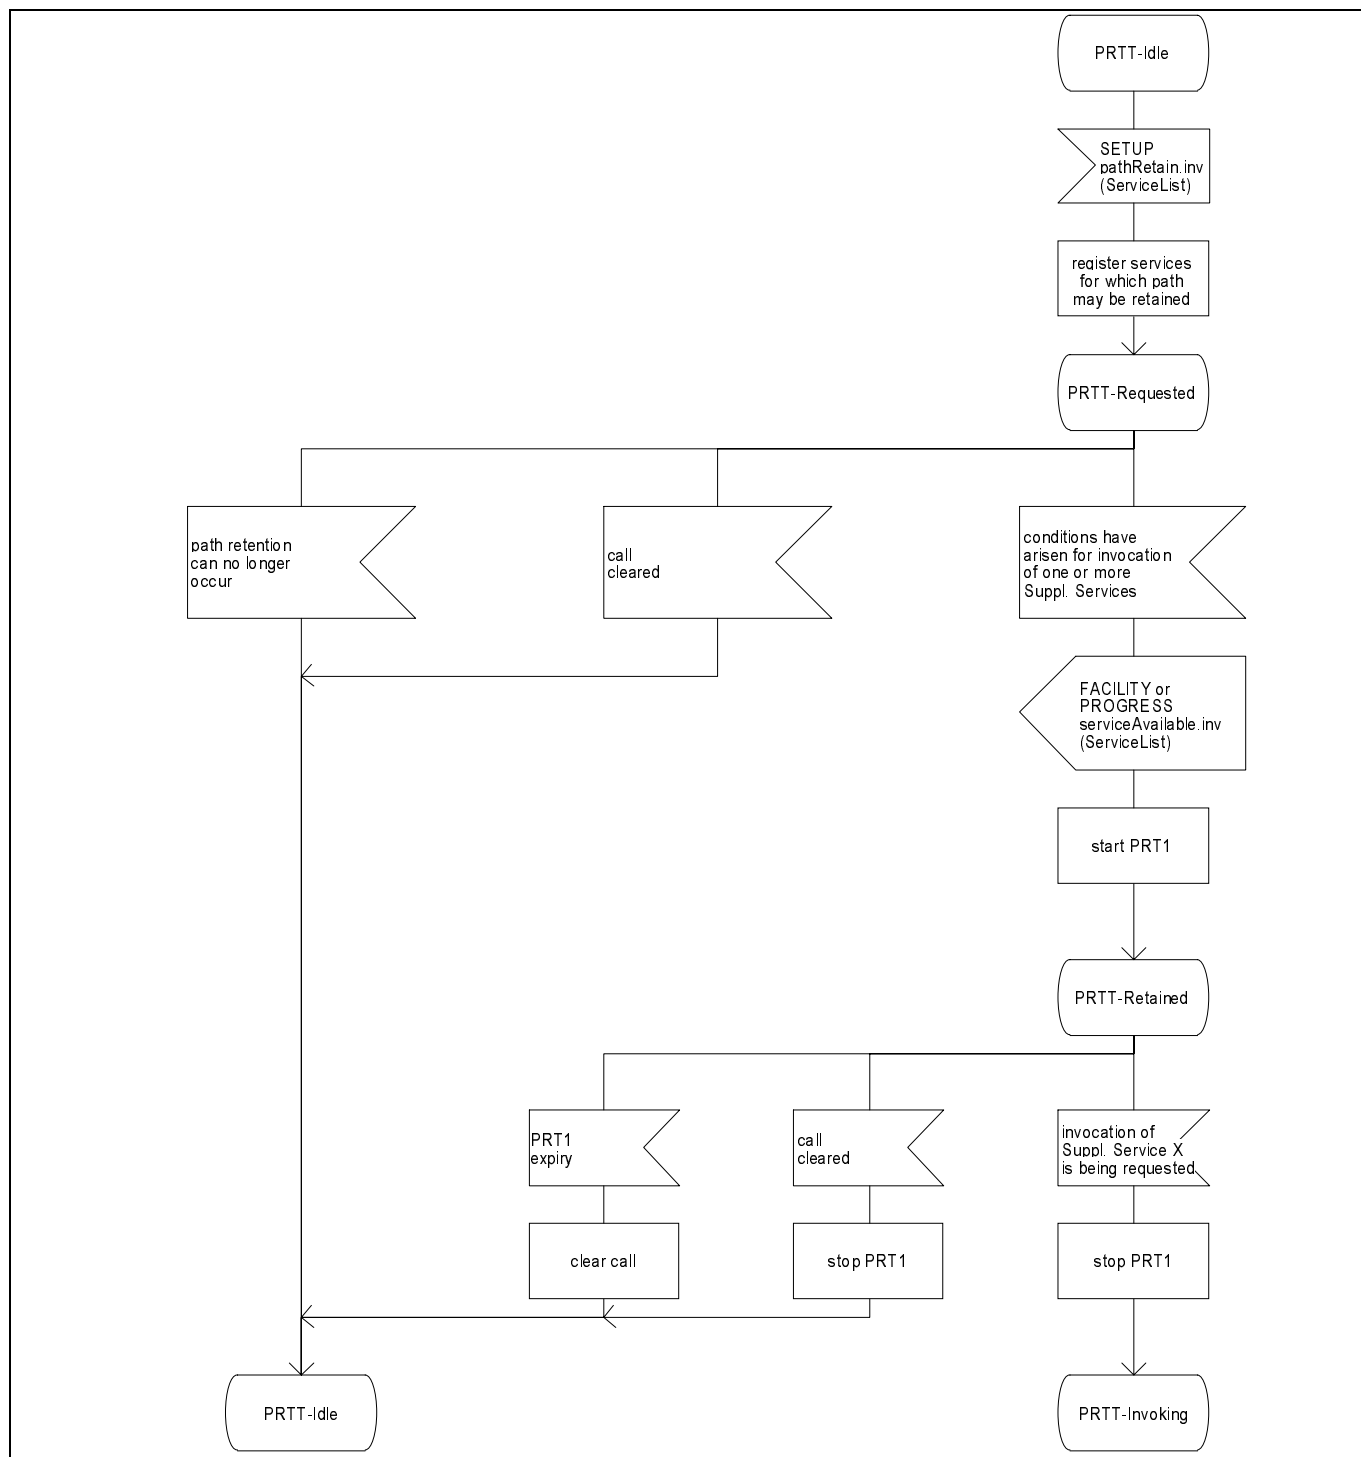 PRTT-Idle
SETUP
pathRetain.inv
(ServiceList)
register services
for which path
may be retained
PRTT-Requested
path retention
can no longer
occur
call
cleared
conditions have
arisen for invocation
of one or more
Suppl. Services
FACILITY or
PROGRESS
serviceAvailable.inv
(ServiceList)
start PRT1
PRTT-Retained
PRT1
expiry
call
cleared
invocation of
Suppl. Service X
is being requested
clear call
stop PRT1
stop PRT1
PRTT-Idle
PRTT-Invoking